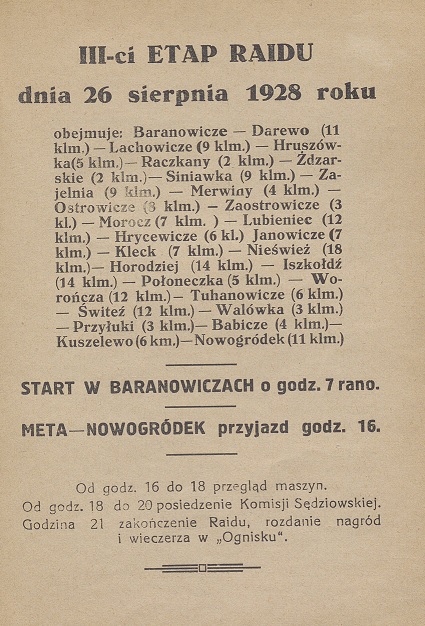 III-ci ETAP RAIDU
dnia 26 sierpnia 1928 roku
obejmuje: Baranowicze — Darewo (11
klm.) — Lachowicze (9 klm.) — Hruszów-
ka(5 klm.)— Raczkany (2 klm.) — Żdzar-
skie (2 klm.)— Siniawka (9 klm.) — Za-
jelnia (9 klm.) — Merwiny (4 klm.) —
Ostrowicze (8 klm.) — Zaostrowicze (3
kl.) — Morocz (7 klm. ) — Lubieniec (12
klm.) — Hrycewicze (6 kl.) Janowicze (7
klm.) — Kleck (7 klm.) — Nieśwież (18
klm.)— Horodziej (14 klm.) — Iszkołdź
(14 klm.) — Połoneczka (5 klm.) — Wo-
rończa (12 klm.)— Tuhanowicze (6 klm.)
— Świteź (12 klm.) — Walówka (3 klm.)
—Przyłuki (3 klm.)— Babicze (4 klm.)—
Kuszelewo (6 km.)—Nowogródek (11 klm.)
START W BARANOWICZACH o godz. 7 rano.
META—NOWOGRÓDEK przyjazd godz. 16.
Od godz. 16 do 18 przegląd maszyn.
Od godz. 18 do 20 posiedzenie Komisji Sędziowskiej.
Godzina 21 zakończenie Raidu, rozdanie nagród
i wieczerza w „Ognisku".